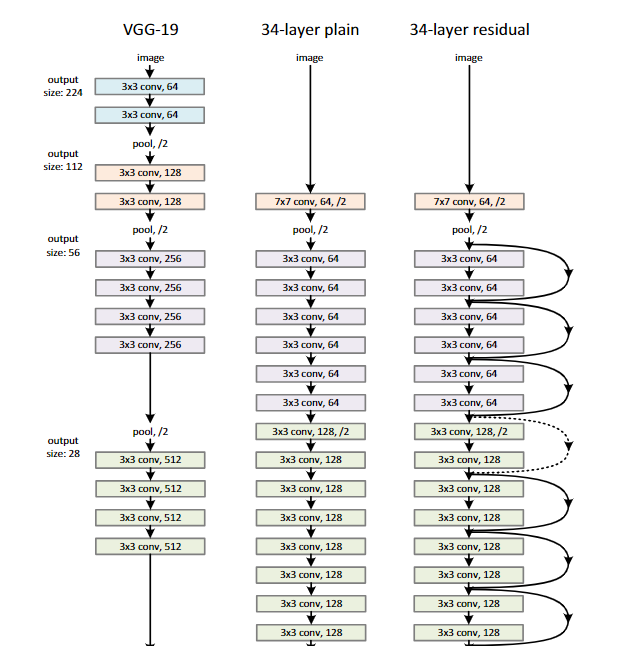 VGG-19
34-layer plain
34-layer residual
image
image
image
output
size: 224
3x3 conv, 64
3x3 conv, 64
pool, /2
output
size: 112
3x3 conv, 128
3x3 conv, 128
7x7 conv, 64, /2
7x7 conv, 64, /2
pool, /2
pool, /2
pool, /2
output
size: 56
3x3 conv, 256
3x3 conv, 64
3x3 conv, 64
3x3 conv, 256
3x3 conv, 64
3x3 conv, 64
3x3 conv, 256
3x3 conv, 64
3x3 conv, 64
3x3 conv, 256
3x3 conv, 64
3x3 conv, 64
3x3 conv, 64
3x3 conv, 64
3x3 conv, 64
3x3 conv, 64
pool, /2
3x3 conv, 128, /2
3x3 conv, 128, /2
output
size: 28
3x3 conv, 512
3x3 conv, 128
3x3 conv, 128
3x3 conv, 512
3x3 conv, 128
3x3 conv, 128
3x3 conv, 512
3x3 conv, 128
3x3 conv, 128
3x3 conv, 512
3x3 conv, 128
3x3 conv, 128
3x3 conv, 128
3x3 conv, 128
3x3 conv, 128
3x3 conv, 128
3x3 conv, 128
3x3 conv, 128